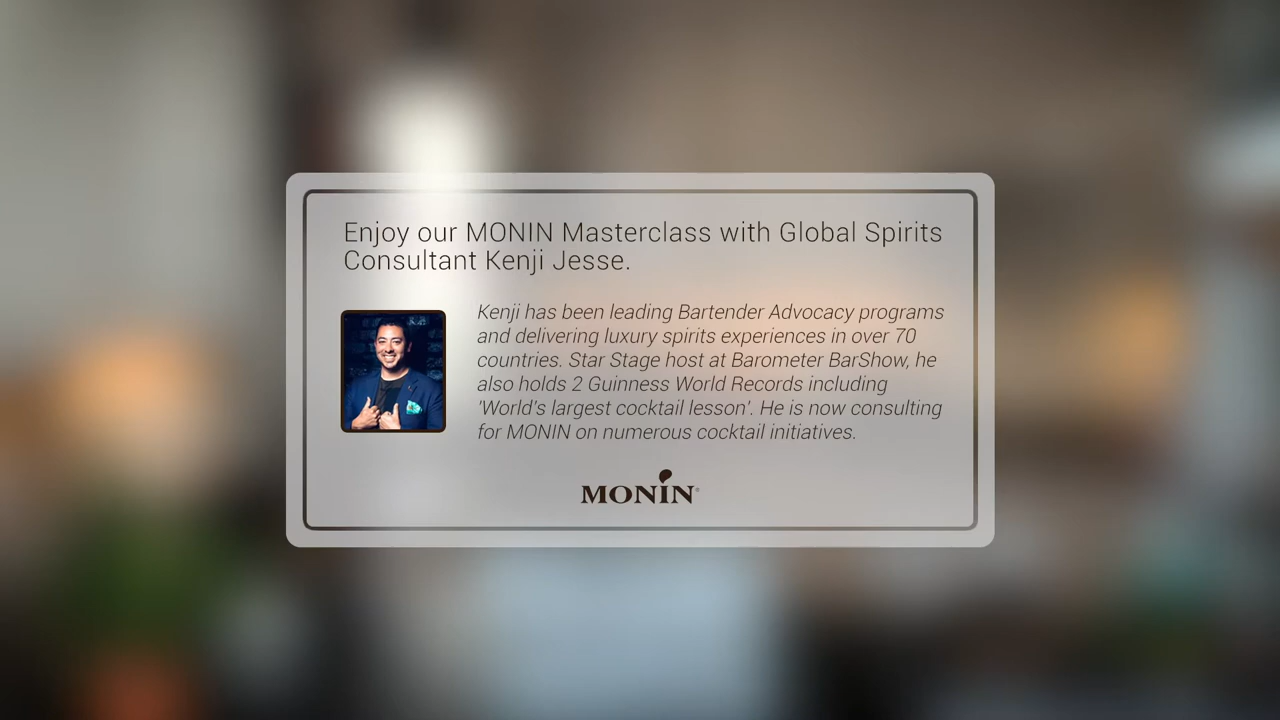 Enjoy our MONIN Masterclass with Global Spirits
Consultant Kenji Jesse.
Kenji has been leading Bartender Advocacy programs
and delivering luxury spirits experiences in over 70
countries. Star Stage host at Barometer BarShow, he
also holds 2 Guinness World Records including
'World's largest cocktail lesson'. He is now consulting
for MONIN on numerous cocktail initiatives.
MONIN®